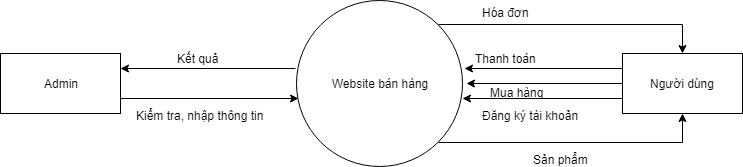 Hóa đơn
Kết quả
Thanh toán
Admin
Website bán hàng
Người dùng
Mua hàng
Kiểm tra, nhập thông tin
Đăng ký tài khoản
Sản phẩm